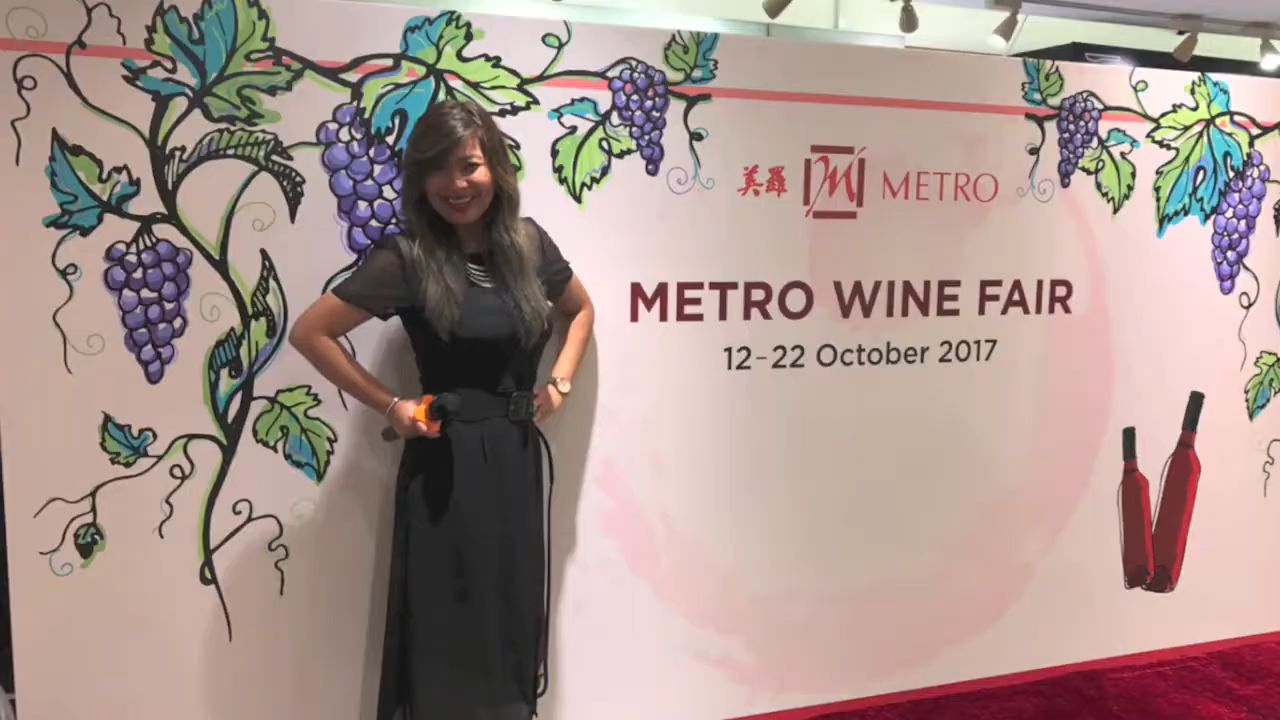 美羅 M METRO
METRO WINE FAIR
12-22 October 2017